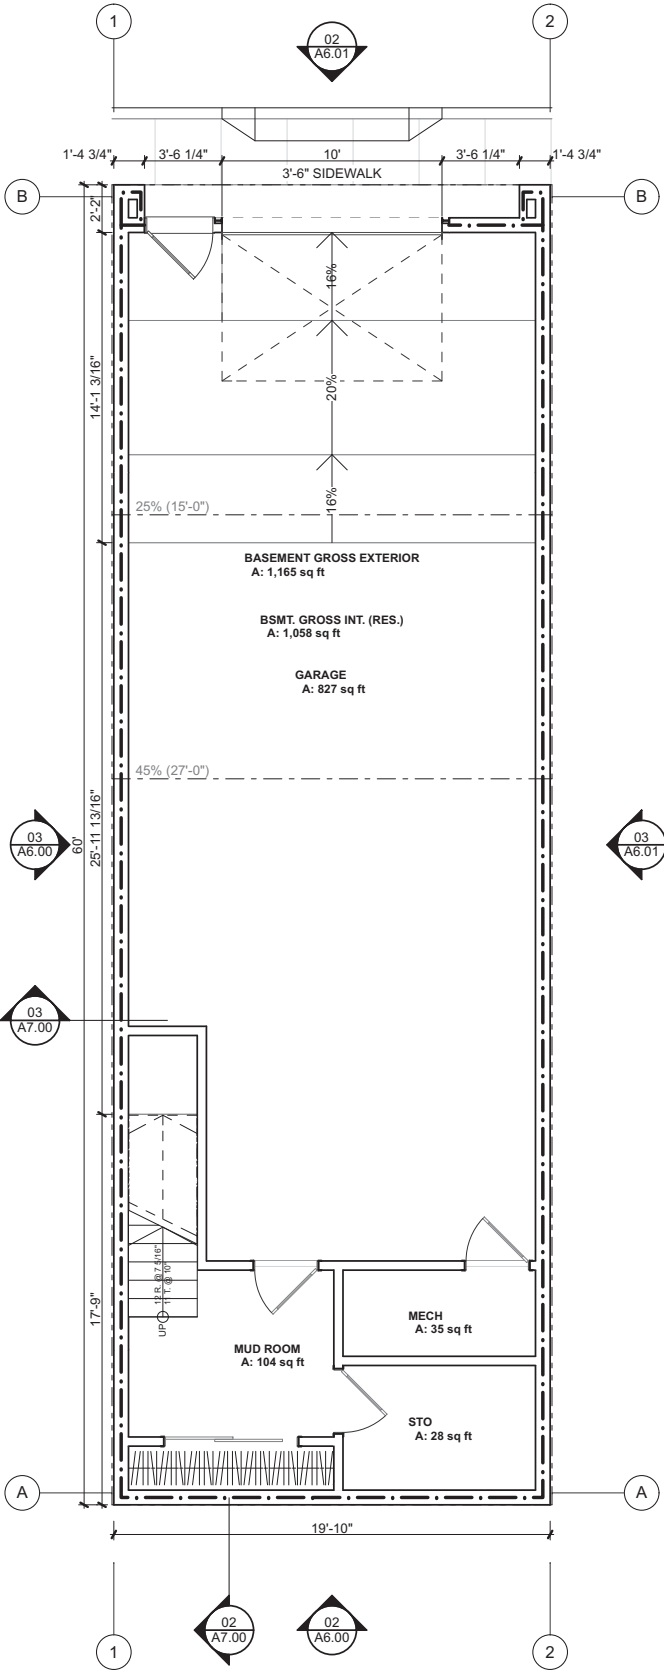 1
2
02
A6.01
1'-4 3/4"
3'-6 1/4"
10'
3'-6 1/4"
1'-4 3/4"
3'-6" SIDEWALK
B
B
2'-2"
16%
14'-1 3/16"
20%
16%
25% (15'-0")
BASEMENT GROSS EXTERIOR
A: 1,165 sq ft
BSMT. GROSS INT. (RES.)
A: 1,058 sq ft
GARAGE
A: 827 sq ft
45% (27'-0")
03
A6.00
60'
25'-11 13/16"
03
A6.01
03
A7.00
17'-9"
12 R. @ 7 5/16"
11 T. @ 10"
UP
MECH
A: 35 sq ft
MUD ROOM
A: 104 sq ft
STO
A: 28 sq ft
A
A
19'-10"
02
A7.00
02
A6.00
1
2